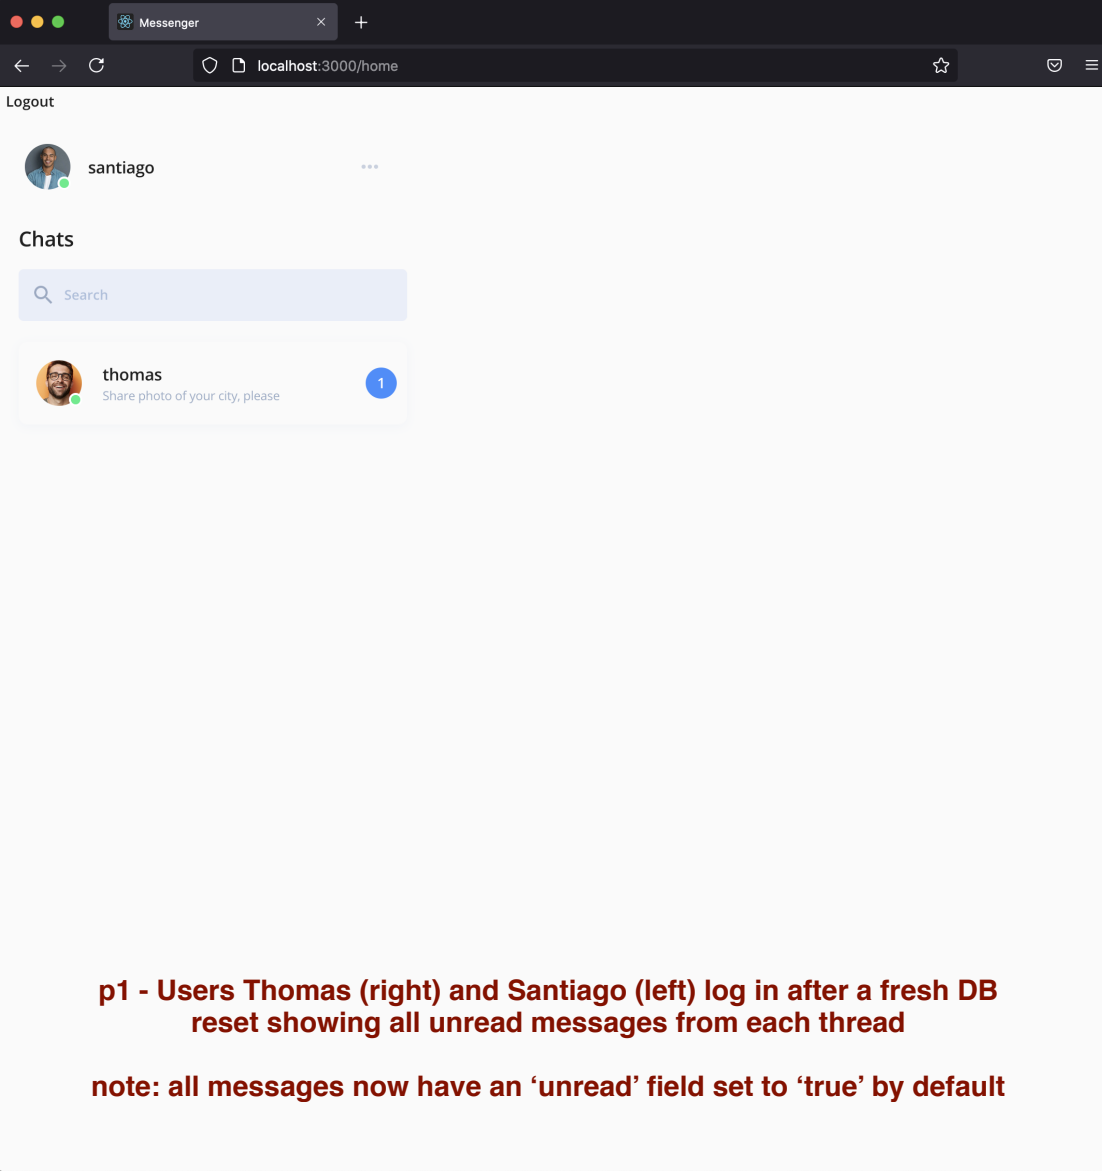 Messenger
localhost:3000/home
Logout
santiago
Chats
Search
thomas
Share photo of your city, please
1
p1 - Users Thomas (right) and Santiago (left) log in after a fresh DB
reset showing all unread messages from each thread
note: all messages now have an ‘unread’ field set to ‘true’ by default